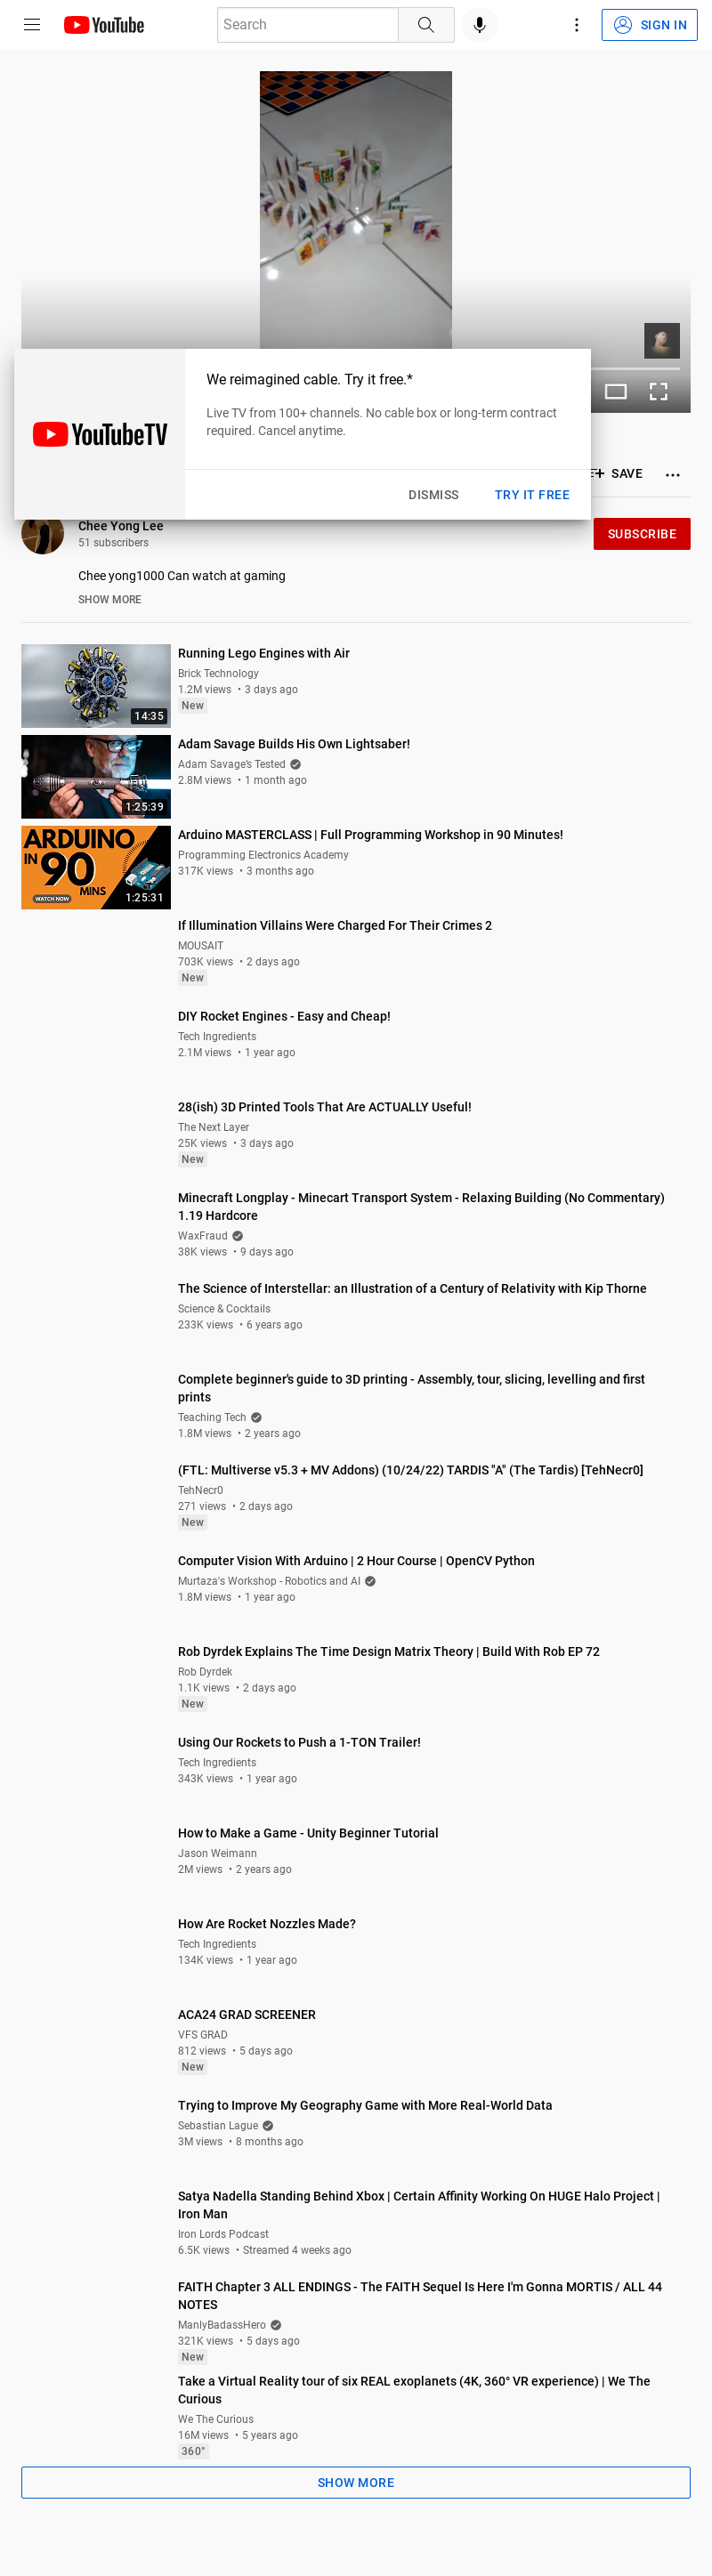 YouTube
Search
SIGN IN
We reimagined cable. Try it free.*
Live TV from 100+ channels. No cable box or long-term contract
required. Cancel anytime.
YouTubeTV
DISMISS
TRY IT FREE
SAVE
Chee Yong Lee
51 subscribers
SUBSCRIBE
Chee yong1000 Can watch at gaming
SHOW MORE
14:35
Running Lego Engines with Air
Brick Technology
1.2M views • 3 days ago
New
1:25:39
Adam Savage Builds His Own Lightsaber!
Adam Savage's Tested
2.8M views • 1 month ago
ARDUINO
IN 90
MINS
WATCH NOW
1:25:31
Arduino MASTERCLASS | Full Programming Workshop in 90 Minutes!
Programming Electronics Academy
317K views • 3 months ago
If Illumination Villains Were Charged For Their Crimes 2
MOUSAIT
703K views • 2 days ago
New
DIY Rocket Engines - Easy and Cheap!
Tech Ingredients
2.1M views • 1 year ago
28(ish) 3D Printed Tools That Are ACTUALLY Useful!
The Next Layer
25K views • 3 days ago
New
Minecraft Longplay - Minecart Transport System - Relaxing Building (No Commentary)
1.19 Hardcore
WaxFraud
38K views • 9 days ago
The Science of Interstellar: an Illustration of a Century of Relativity with Kip Thorne
Science & Cocktails
233K views • 6 years ago
Complete beginner's guide to 3D printing - Assembly, tour, slicing, levelling and first
prints
Teaching Tech
1.8M views • 2 years ago
(FTL: Multiverse v5.3 + MV Addons) (10/24/22) TARDIS "A" (The Tardis) [TehNecr0]
TehNecr0
271 views • 2 days ago
New
Computer Vision With Arduino | 2 Hour Course | OpenCV Python
Murtaza's Workshop - Robotics and AI
1.8M views • 1 year ago
Rob Dyrdek Explains The Time Design Matrix Theory | Build With Rob EP 72
Rob Dyrdek
1.1K views • 2 days ago
New
Using Our Rockets to Push a 1-TON Trailer!
Tech Ingredients
343K views • 1 year ago
How to Make a Game - Unity Beginner Tutorial
Jason Weimann
2M views • 2 years ago
How Are Rocket Nozzles Made?
Tech Ingredients
134K views • 1 year ago
ACA24 GRAD SCREENER
VFS GRAD
812 views • 5 days ago
New
Trying to Improve My Geography Game with More Real-World Data
Sebastian Lague
3M views • 8 months ago
Satya Nadella Standing Behind Xbox | Certain Affinity Working On HUGE Halo Project |
Iron Man
Iron Lords Podcast
6.5K views • Streamed 4 weeks ago
FAITH Chapter 3 ALL ENDINGS - The FAITH Sequel Is Here I'm Gonna MORTIS / ALL 44
NOTES
ManlyBadassHero
321K views • 5 days ago
New
Take a Virtual Reality tour of six REAL exoplanets (4K, 360° VR experience) | We The
Curious
We The Curious
16M views • 5 years ago
360°
SHOW MORE